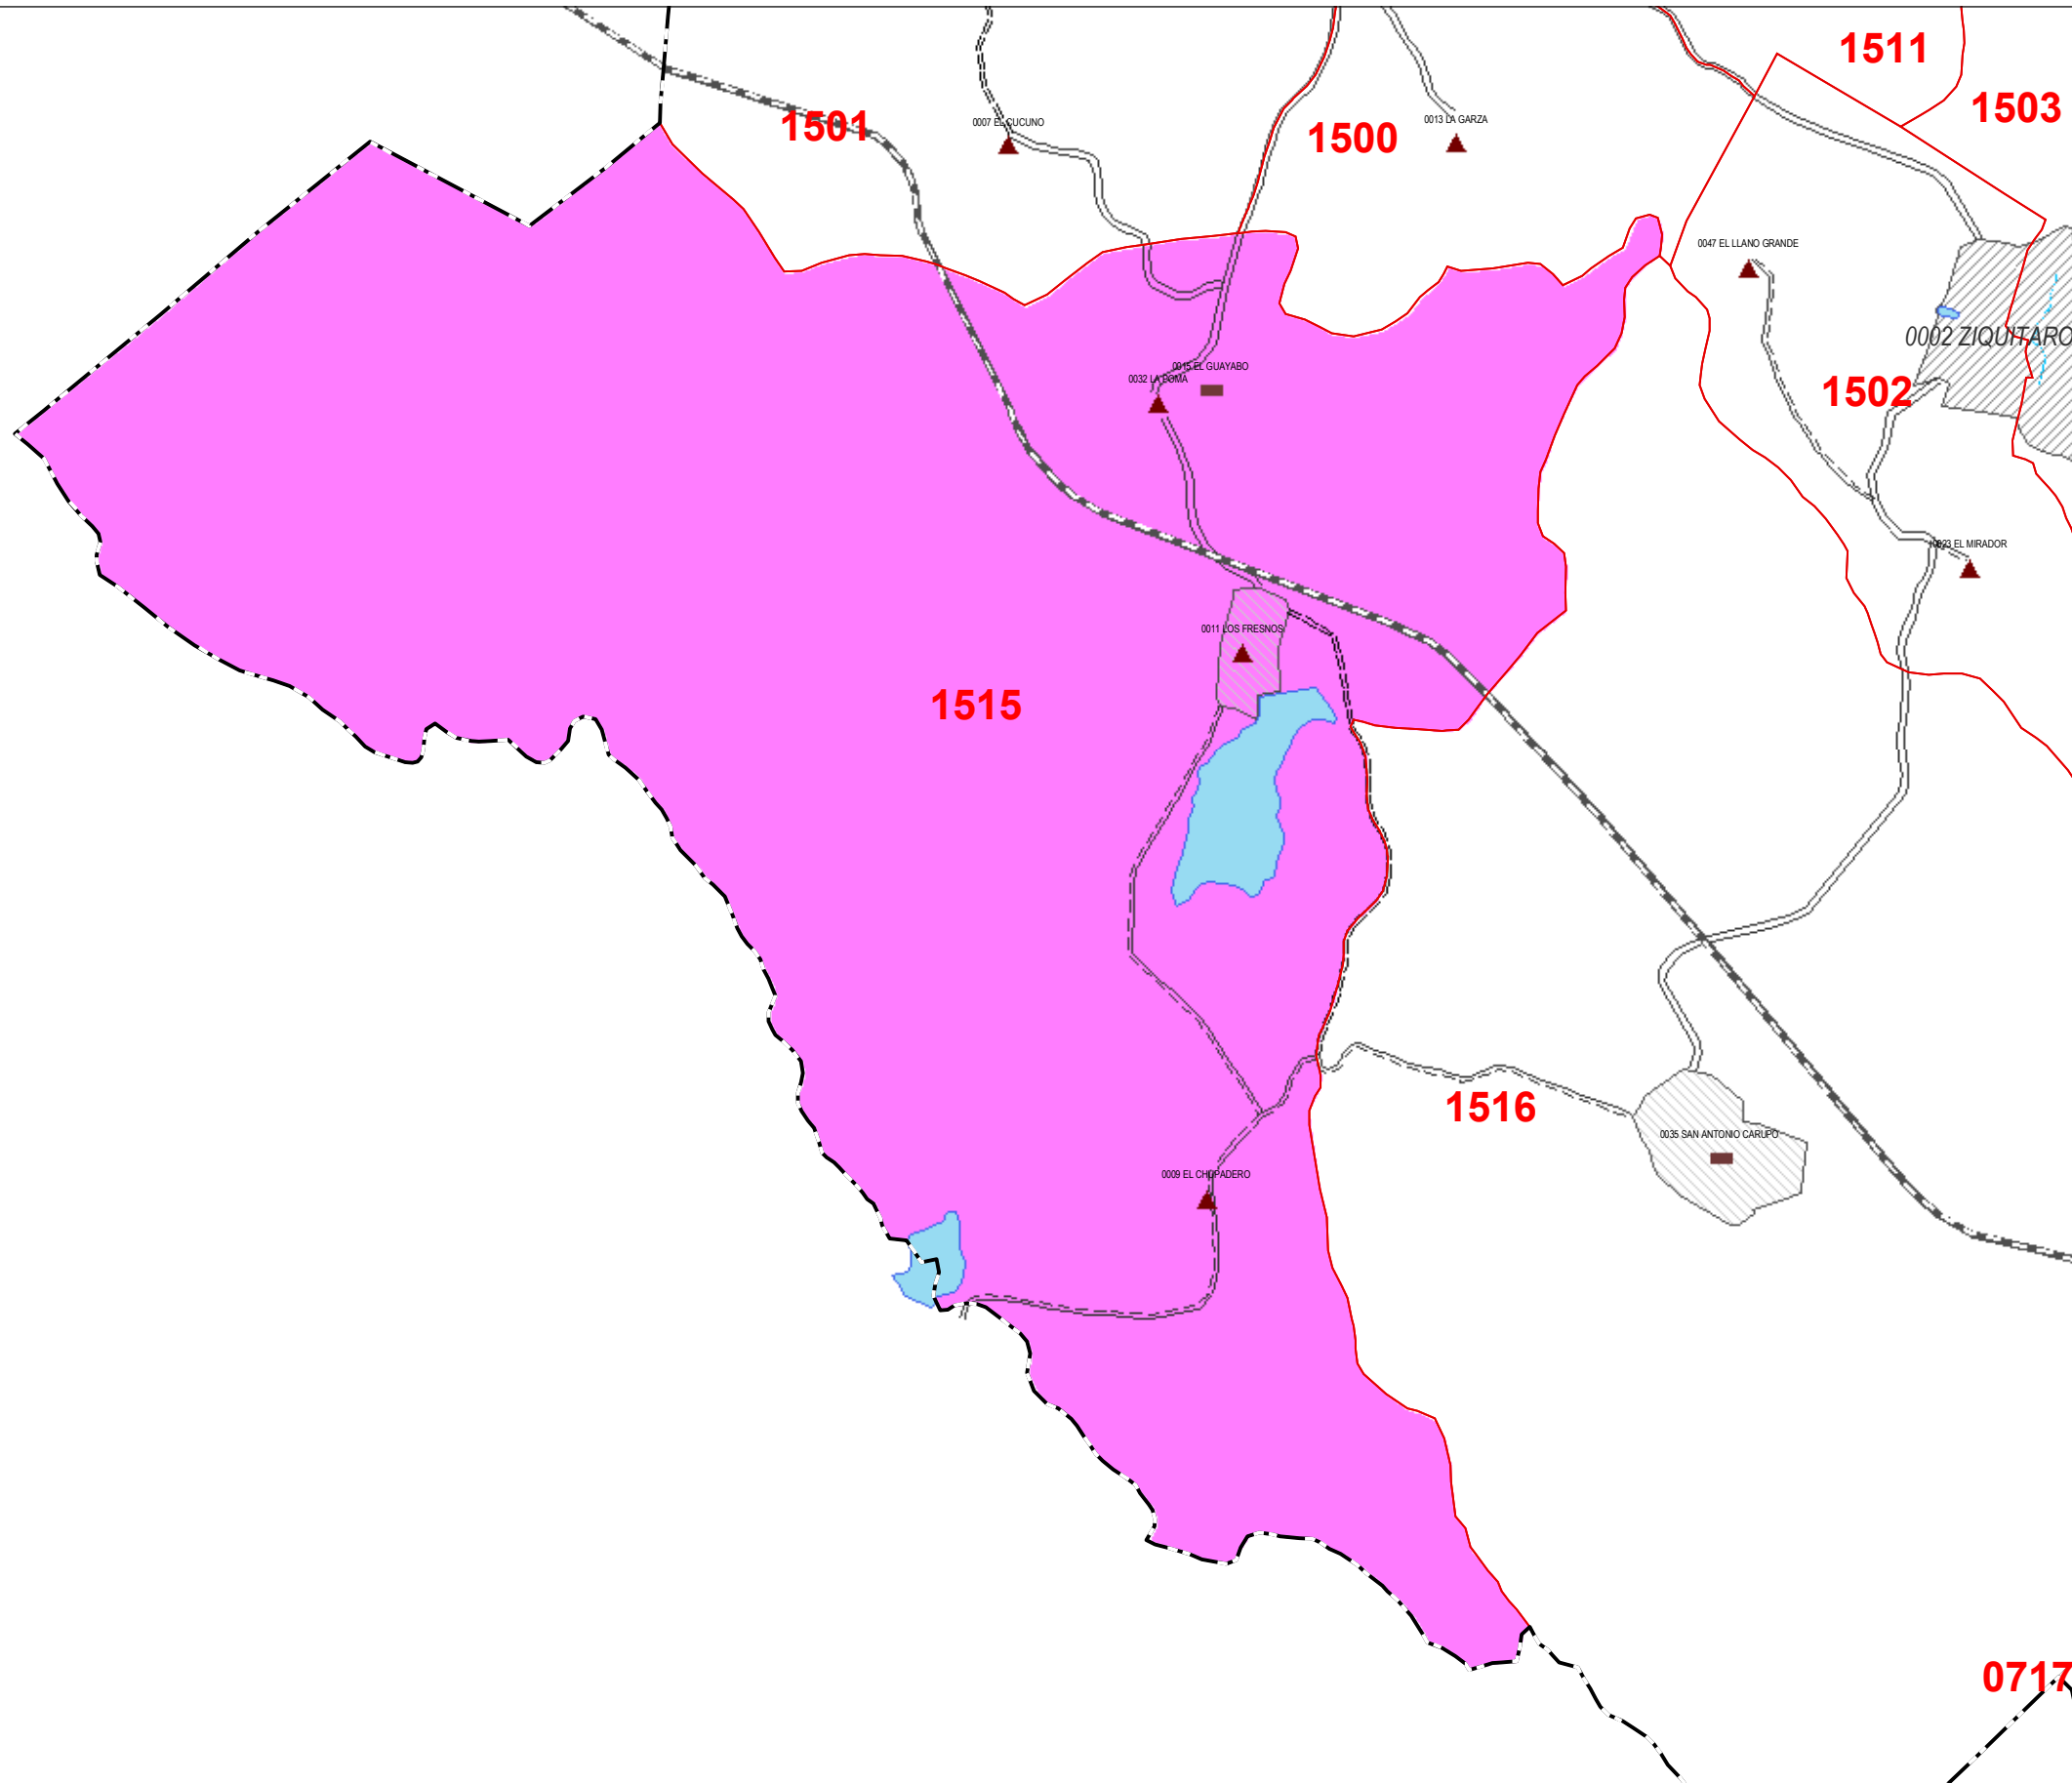 1511
1503
1501
0007 EL CUCUNO
1500
0013 LA GARZA
0047 EL LLANO GRANDE
0002 ZIQUITARO
0015 EL GUAYABO
0032 LA LOMA
1502
0023 EL MIRADOR
0011 LOS FRESNOS
1515
1516
0035 SAN ANTONIO CARUPO
0009 EL CHUPADERO
0717